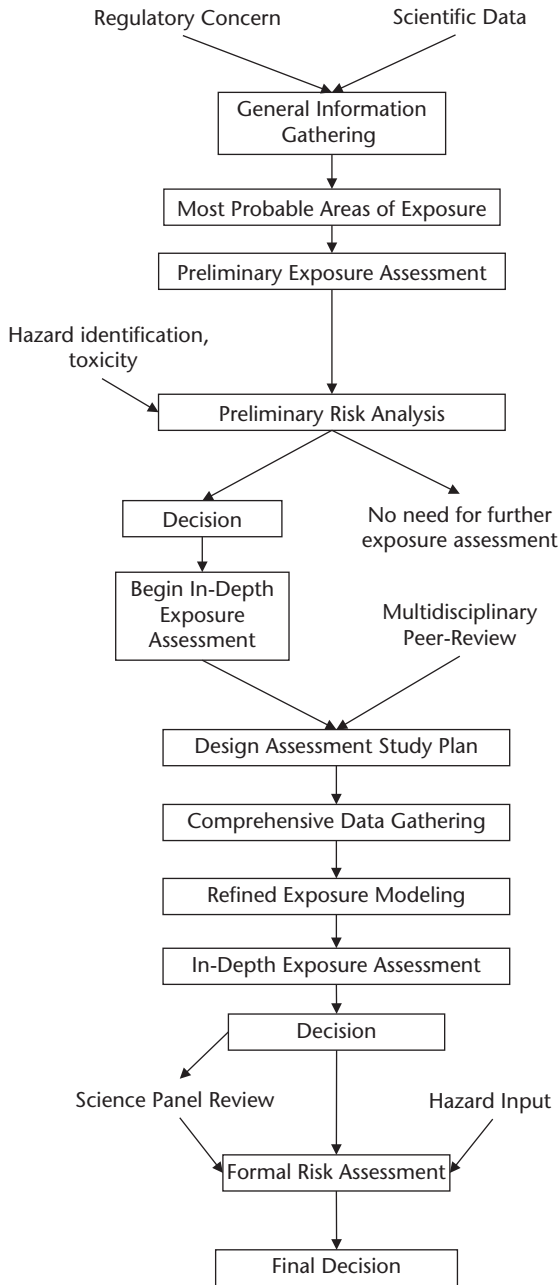 Regulatory Concern
Scientific Data
General Information
Gathering
Most Probable Areas of Exposure
Preliminary Exposure Assessment
Hazard identification,
toxicity
Preliminary Risk Analysis
Decision
No need for further
exposure assessment
Begin In-Depth
Exposure
Assessment
Multidisciplinary
Peer-Review
Design Assessment Study Plan
Comprehensive Data Gathering
Refined Exposure Modeling
In-Depth Exposure Assessment
Decision
Science Panel Review
Hazard Input
Formal Risk Assessment
Final Decision